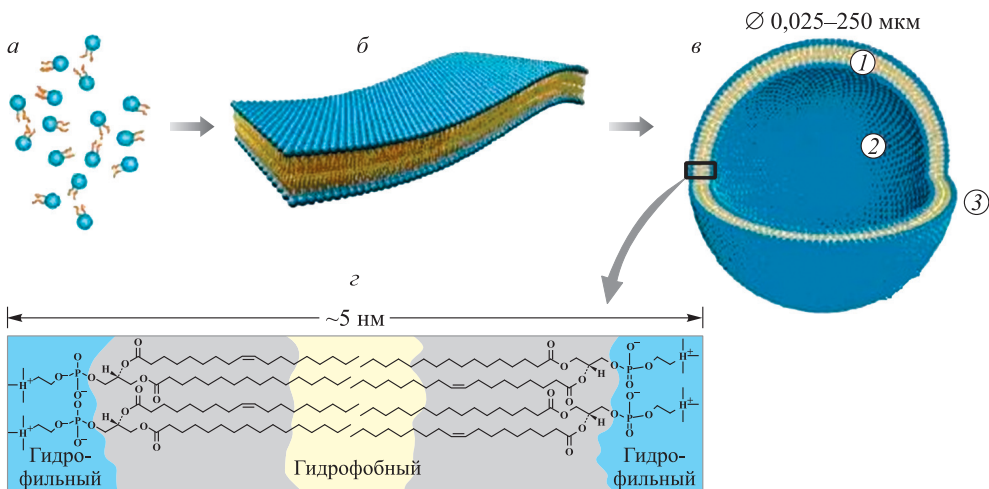 а
б
в
Ø 0,025–250 мкм
1
2
3
г
~5 нм
Гидро-
фильный
Гидрофобный
Гидро-
фильный